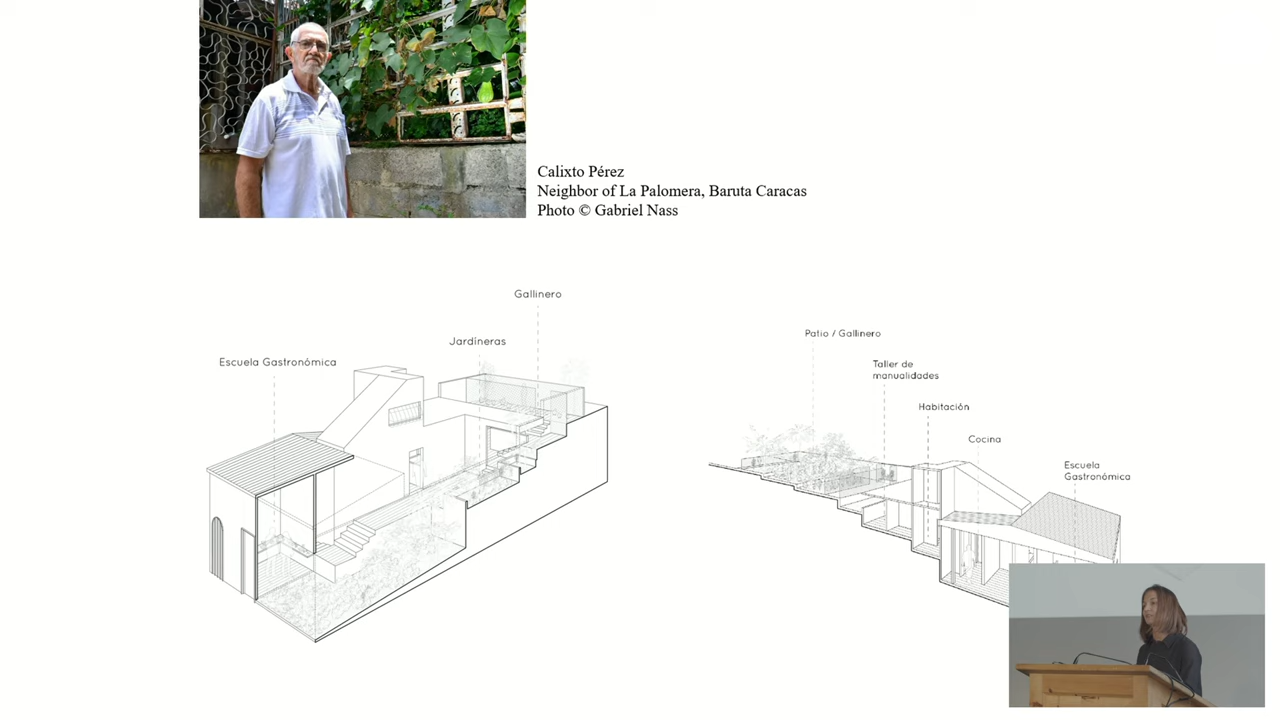 Calixto Pérez
Neighbor of La Palomera, Baruta Caracas
Photo © Gabriel Nass
Gallinero
Jardíneras
Escuela Gastronómica
Patio / Gallinero
Taller de
manualidades
Habitación
Cocina
Escuela
Gastronómica